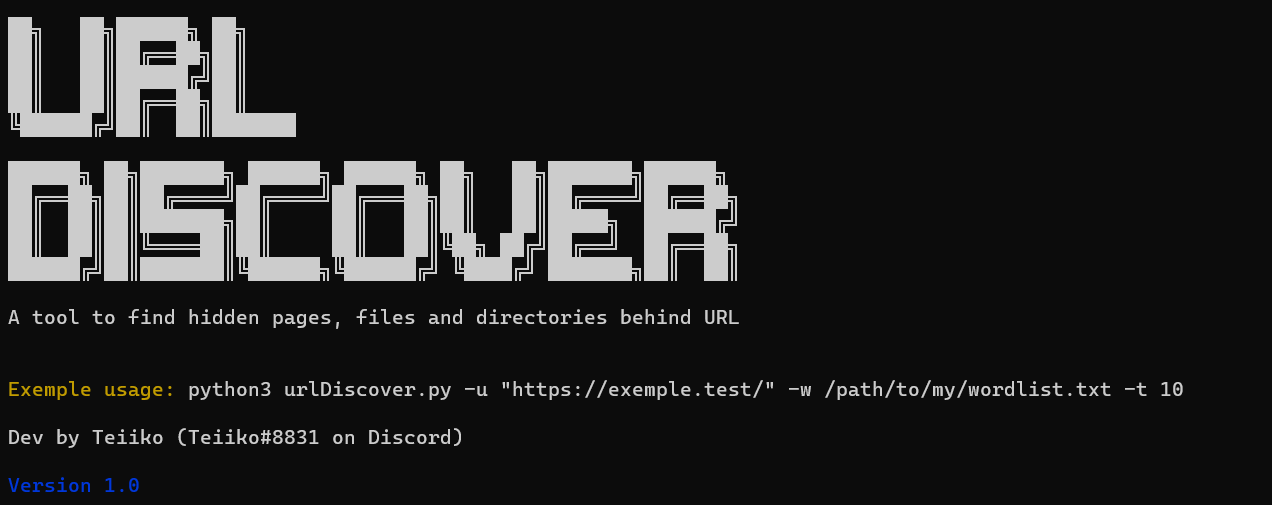 URL
DISCOVER
A tool to find hidden pages, files and directories behind URL
Exemple usage: python3 urlDiscover.py -u "https://exemple.test/" -w /path/to/my/wordlist.txt -t 10
Dev by Teiiko (Teiiko#8831 on Discord)
Version 1.0